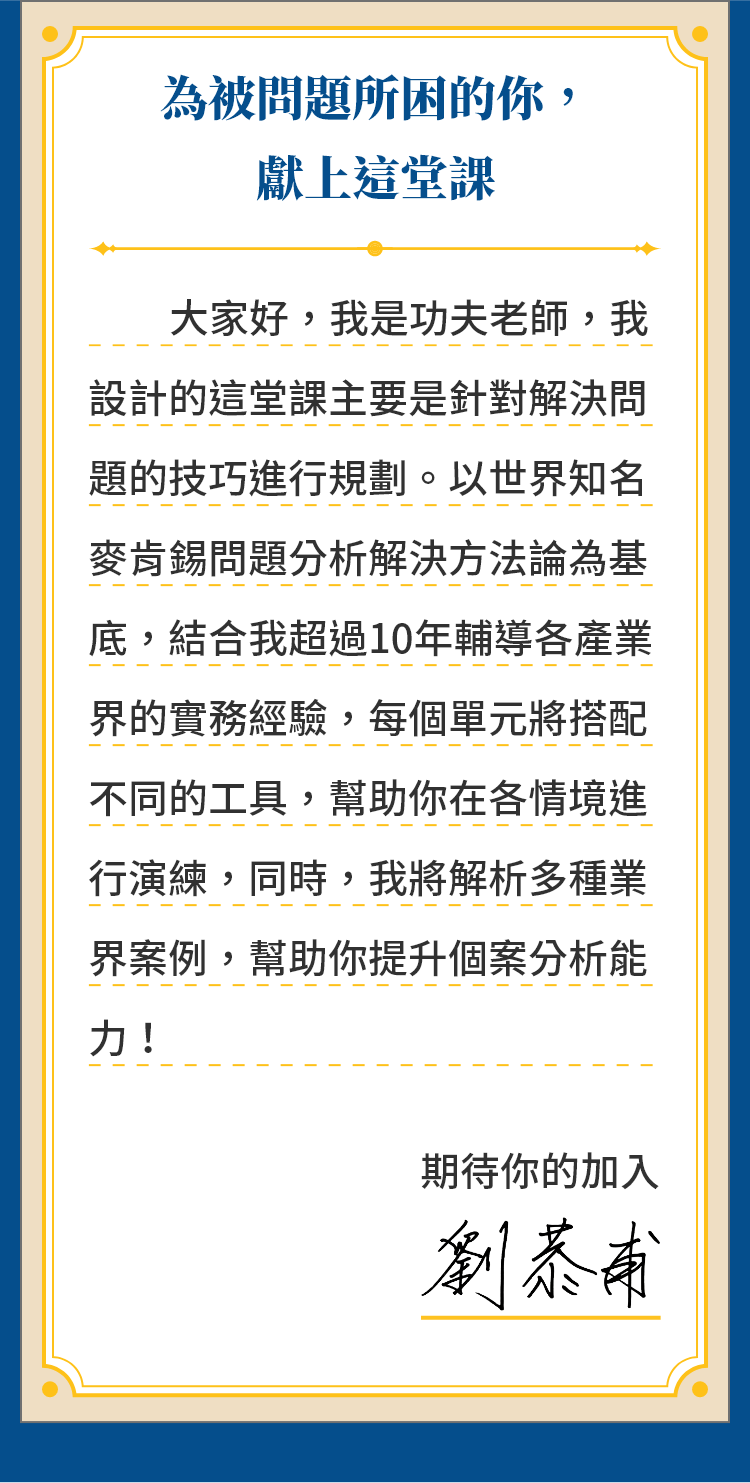 為被問題所困的你，
獻上這堂課
大家好，我是功夫老師，我
設計的這堂課主要是針對解決問
題的技巧進行規劃。以世界知名
麥肯錫問題分析解決方法論為基
底，結合我超過10年輔導各產業
界的實務經驗，每個單元將搭配
不同的工具，幫助你在各情境進
行演練，同時，我將解析多種業
界案例，幫助你提升個案分析能
力！
期待你的加入
劉恭甫